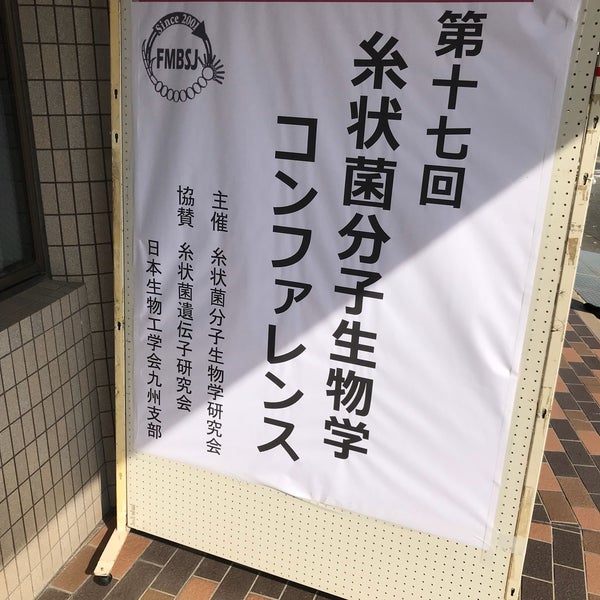 Since 2001
FMBSJ
第十七回
糸状菌分子生物学
コンファレンス
主催 糸状菌分子生物学研究会
協賛 糸状菌遺伝子研究会
日本生物工学会九州支部